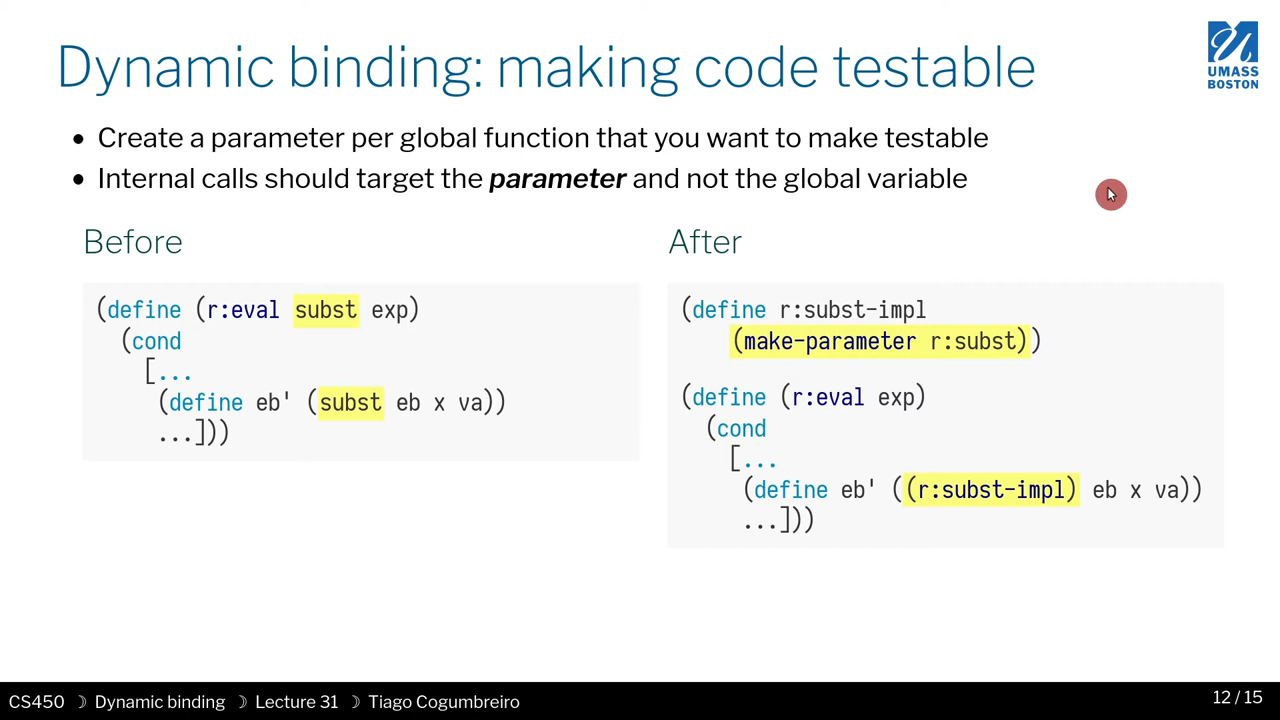 Dynamic binding: making code testable
UMASS
BOSTON
• Create a parameter per global function that you want to make testable
• Internal calls should target the parameter and not the global variable
Before
(define (r:eval subst exp)
(cond
[...
(define eb' (subst eb x va))
...]))
After
(define r:subst-impl
(make-parameter r:subst))
(define (r:eval exp)
(cond
[...
(define eb' ((r:subst-impl) eb x va))
...]))
CS450 ☽ Dynamic binding ☽ Lecture 31 ☽ Tiago Cogumbreiro
12 / 15